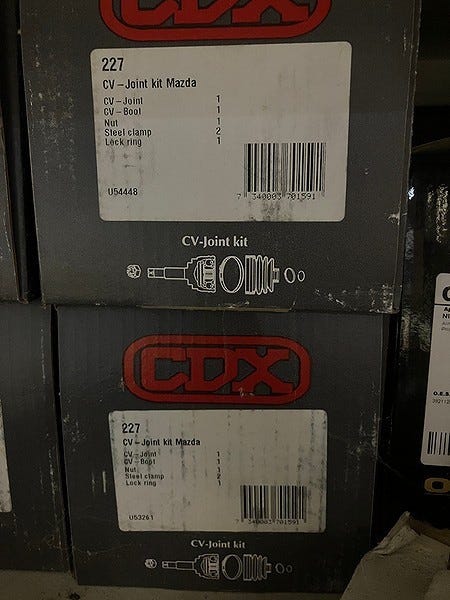 CDX
227
CV-Joint kit Mazda
CV-Joint 1
CV-Boot 1
Nut 1
Steel clamp 2
Lock ring 1
U54448
7 340003 701591
CV-Joint kit
CDX
227
CV-Joint kit Mazda
CV-Joint 1
CV-Boot 1
Nut 1
Steel clamp 2
Lock ring 1
U53261
7 340003 701591
CV-Joint kit
O.E.S